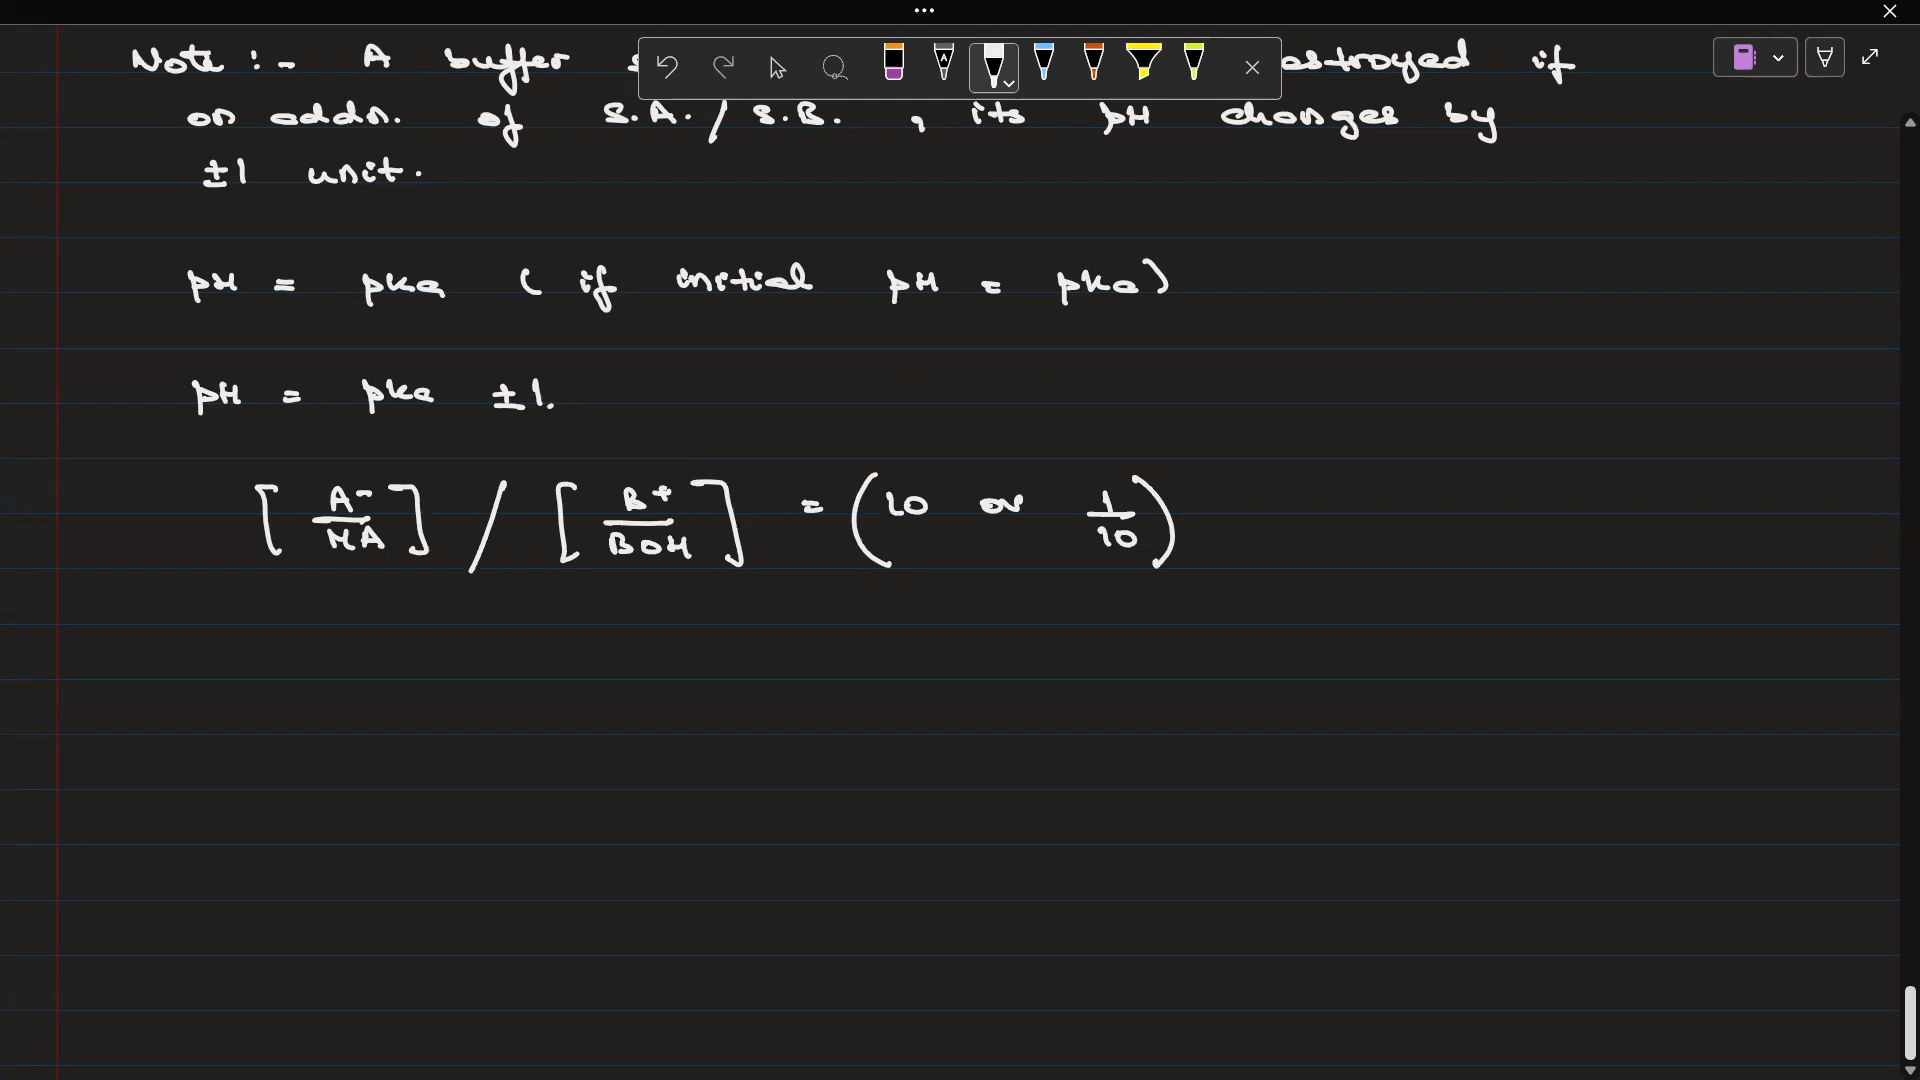 Note :- A buffer s estroyed if
on addn. of S.A. / S.B. , its pH changes by
±1 unit.
pH = pka ( if initial pH = pka )
pH = pka ±1.
[ A- / HA ] / [ B+ / BOH ] = ( 10 or 1/10 )